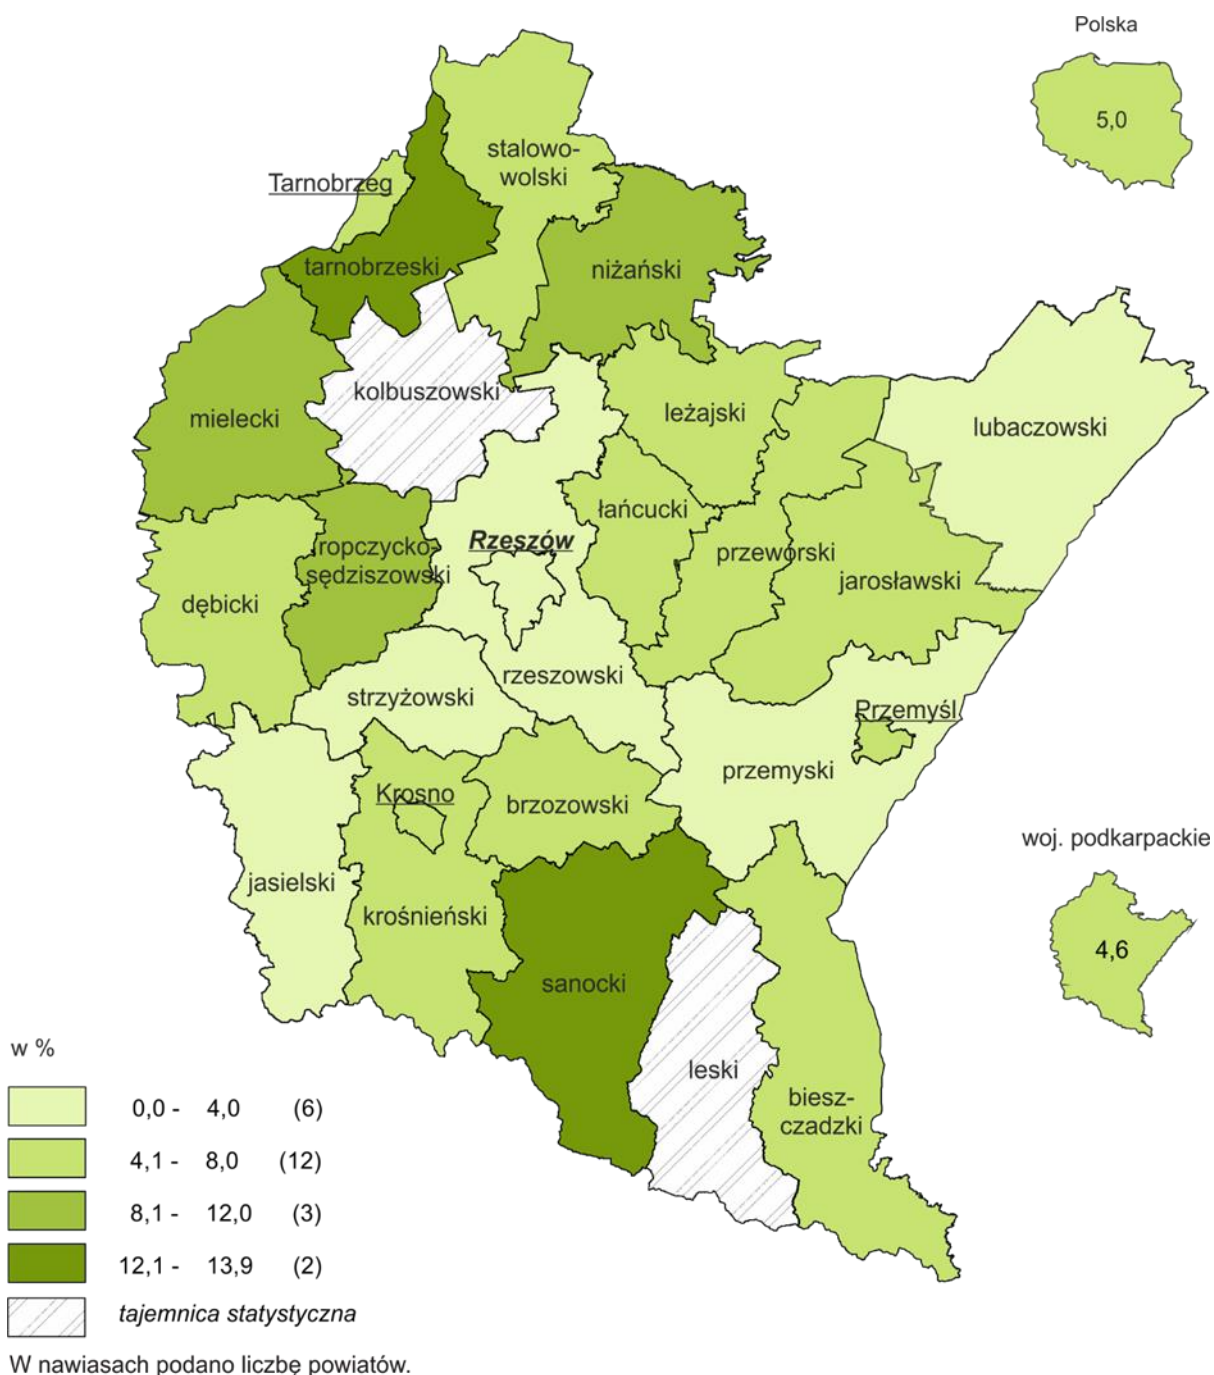 Polska
5,0
stalowo-
wolski
Tarnobrzeg
tarnobrzeski
niżański
kolbuszowski
mielecki
leżajski
lubaczowski
łańcucki
Rzeszów
ropczycko-
sędziszowski
przeworski
jarosławski
dębicki
rzeszowski
strzyżowski
Przemyśl
przemyski
Krosno
brzozowski
woj. podkarpackie
4,6
jasielski
krośnieński
sanocki
leski
biesz-
czadzki
w %
0,0 - 4,0 (6)
4,1 - 8,0 (12)
8,1 - 12,0 (3)
12,1 - 13,9 (2)
tajemnica statystyczna
W nawiasach podano liczbę powiatów.